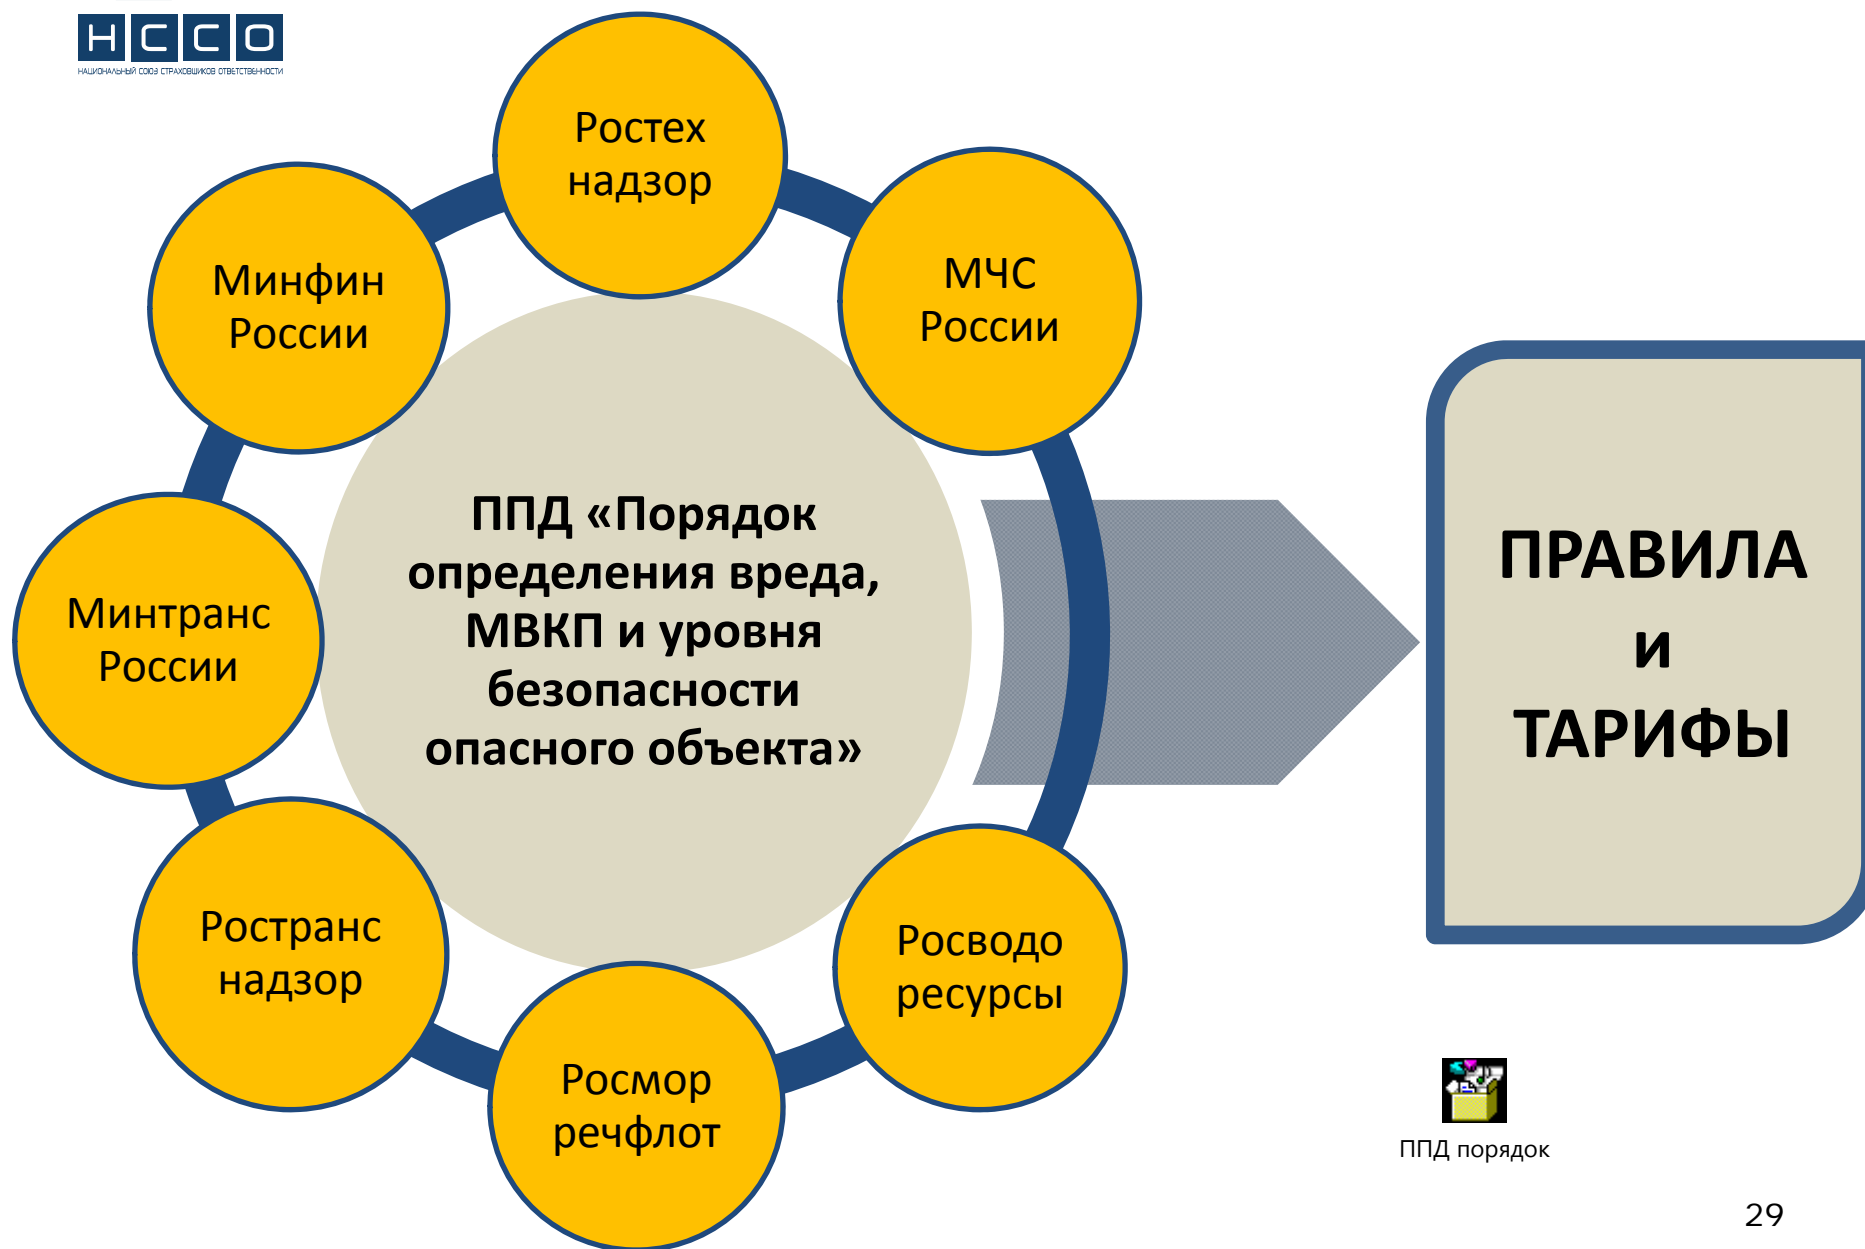 НССО
НАЦИОНАЛЬНЫЙ СОЮЗ СТРАХОВЩИКОВ ОТВЕТСТВЕННОСТИ
Ростех
надзор
МЧС
России
Минфин
России
ППД «Порядок
определения вреда,
МВКП и уровня
безопасности
опасного объекта»
ПРАВИЛА
и
ТАРИФЫ
Минтранс
России
Ространс
надзор
Росводо
ресурсы
Росмор
речфлот
ППД порядок
29